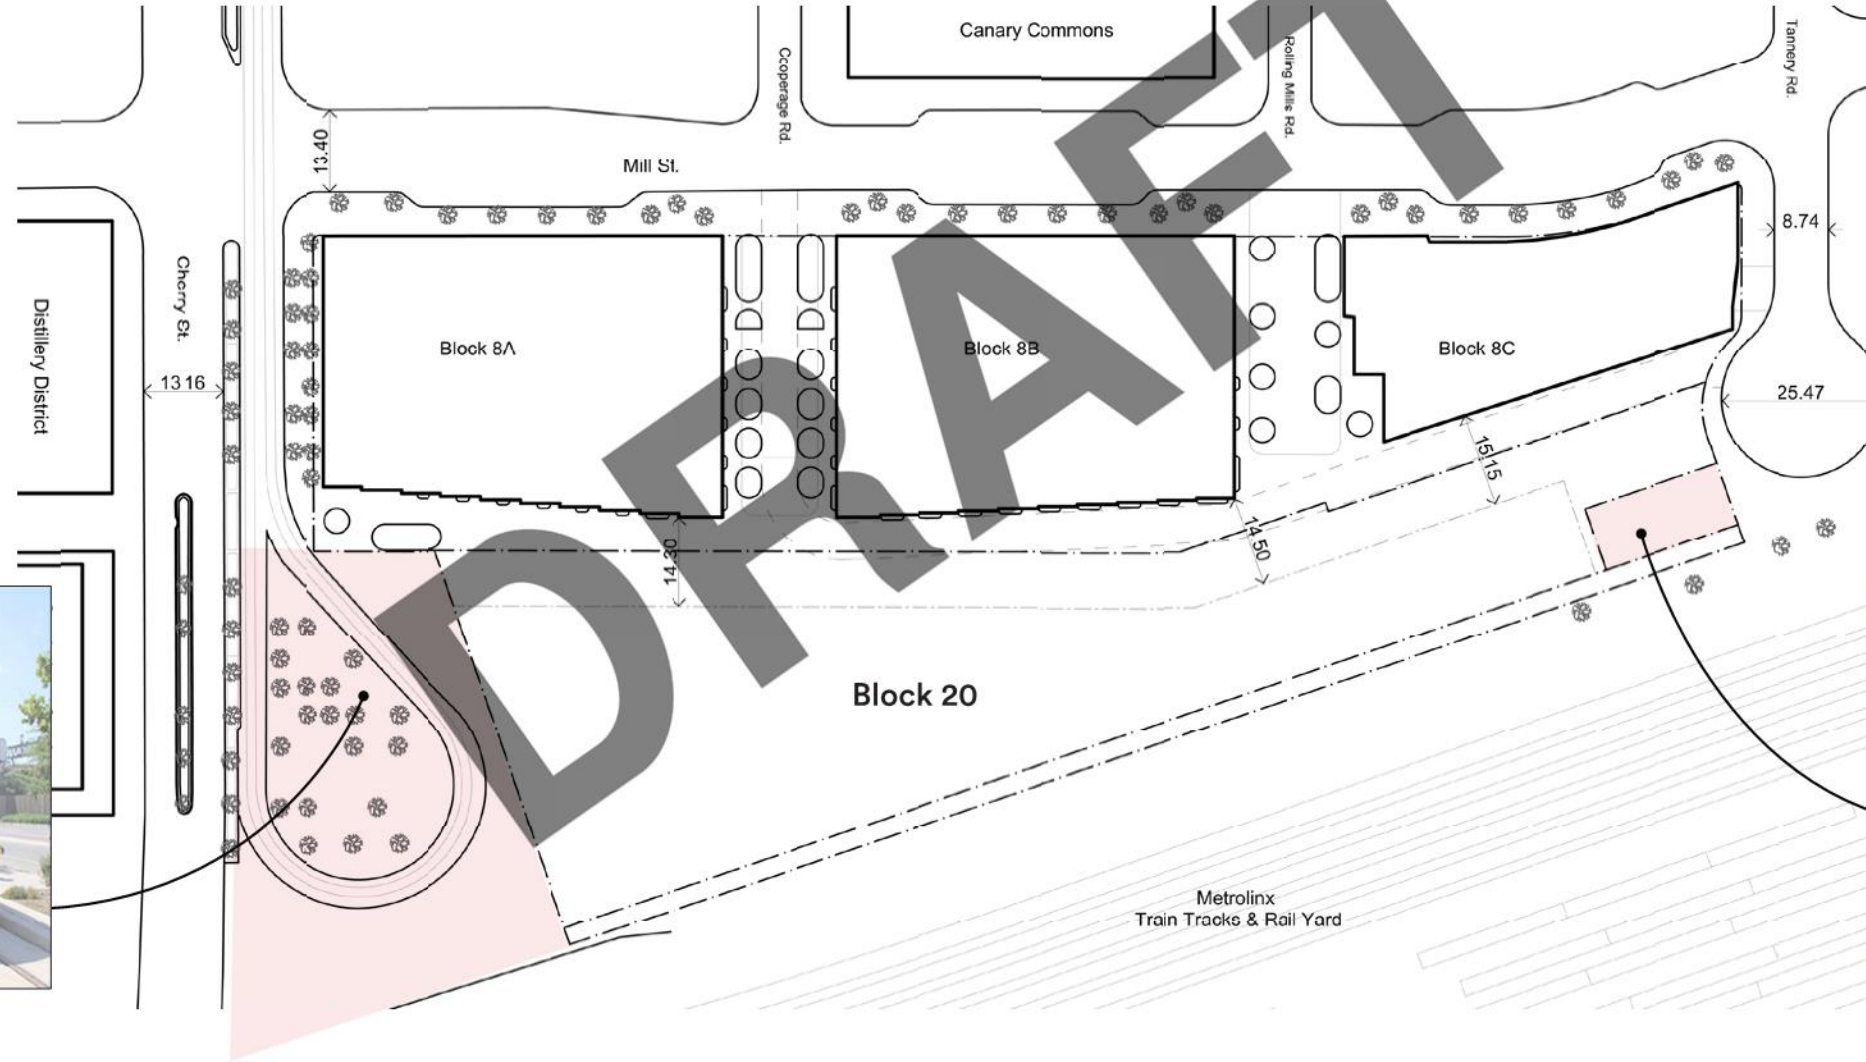 Canary Commons
Cooperage Rd.
Rolling Mills Rd.
Tannery Rd.
13.40
Mill St.
8.74
Cherry St.
Distillery District
13 16
Block 8A
Block 8B
Block 8C
25.47
15.15
14.50
14.30
DRAFT
Block 20
Metrolinx
Train Tracks & Rail Yard